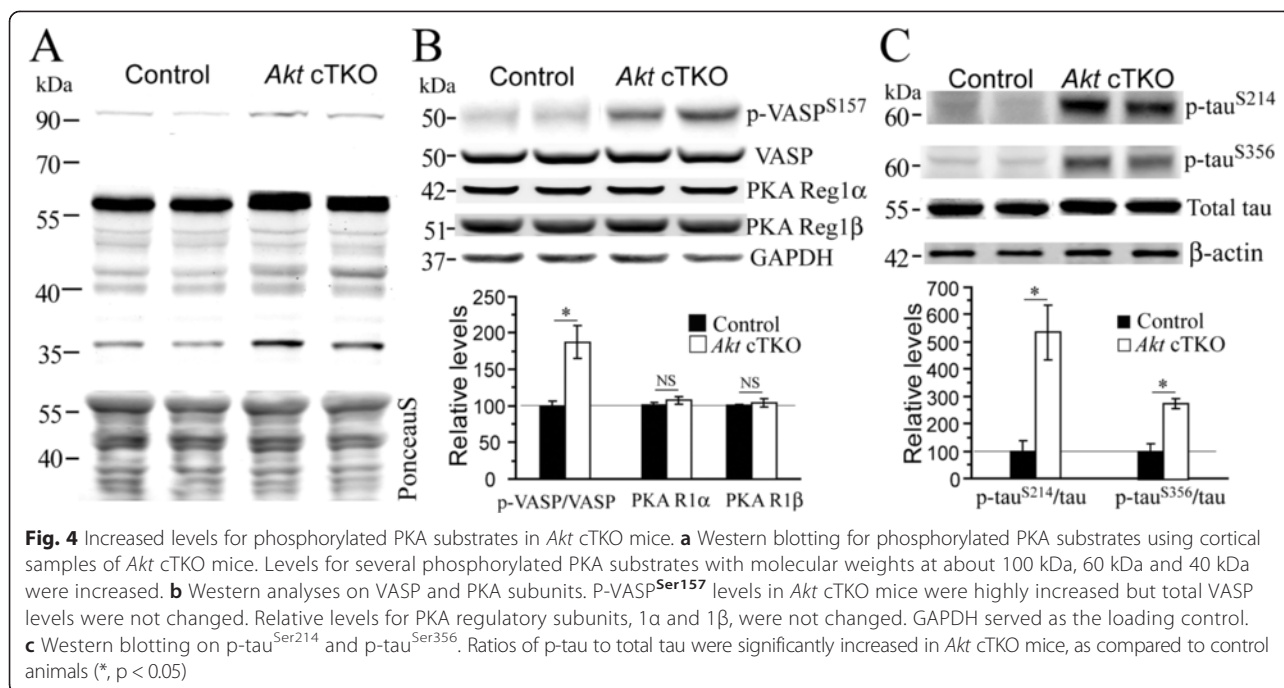 A
Control Akt cTKO
kDa
90
70
55
40
35
55
40
PonceauS
B
Control Akt cTKO
kDa
50 p-VASP^S157
50 VASP
42 PKA Reg1α
51 PKA Reg1β
37 GAPDH
Relative levels
250
200
150
100
50
0
* NS NS
Control
Akt cTKO
p-VASP/VASP PKA R1α PKA R1β
C
Control Akt cTKO
kDa
60 p-tau^S214
60 p-tau^S356
55 Total tau
42 β-actin
Relative levels
700
600
500
400
300
200
100
0
* *
Control
Akt cTKO
p-tau^S214/tau p-tau^S356/tau
Fig. 4 Increased levels for phosphorylated PKA substrates in Akt cTKO mice. a Western blotting for phosphorylated PKA substrates using cortical
samples of Akt cTKO mice. Levels for several phosphorylated PKA substrates with molecular weights at about 100 kDa, 60 kDa and 40 kDa
were increased. b Western analyses on VASP and PKA subunits. P-VASP^Ser157 levels in Akt cTKO mice were highly increased but total VASP
levels were not changed. Relative levels for PKA regulatory subunits, 1α and 1β, were not changed. GAPDH served as the loading control.
c Western blotting on p-tau^Ser214 and p-tau^Ser356. Ratios of p-tau to total tau were significantly increased in Akt cTKO mice, as compared to control
animals (*, p < 0.05)